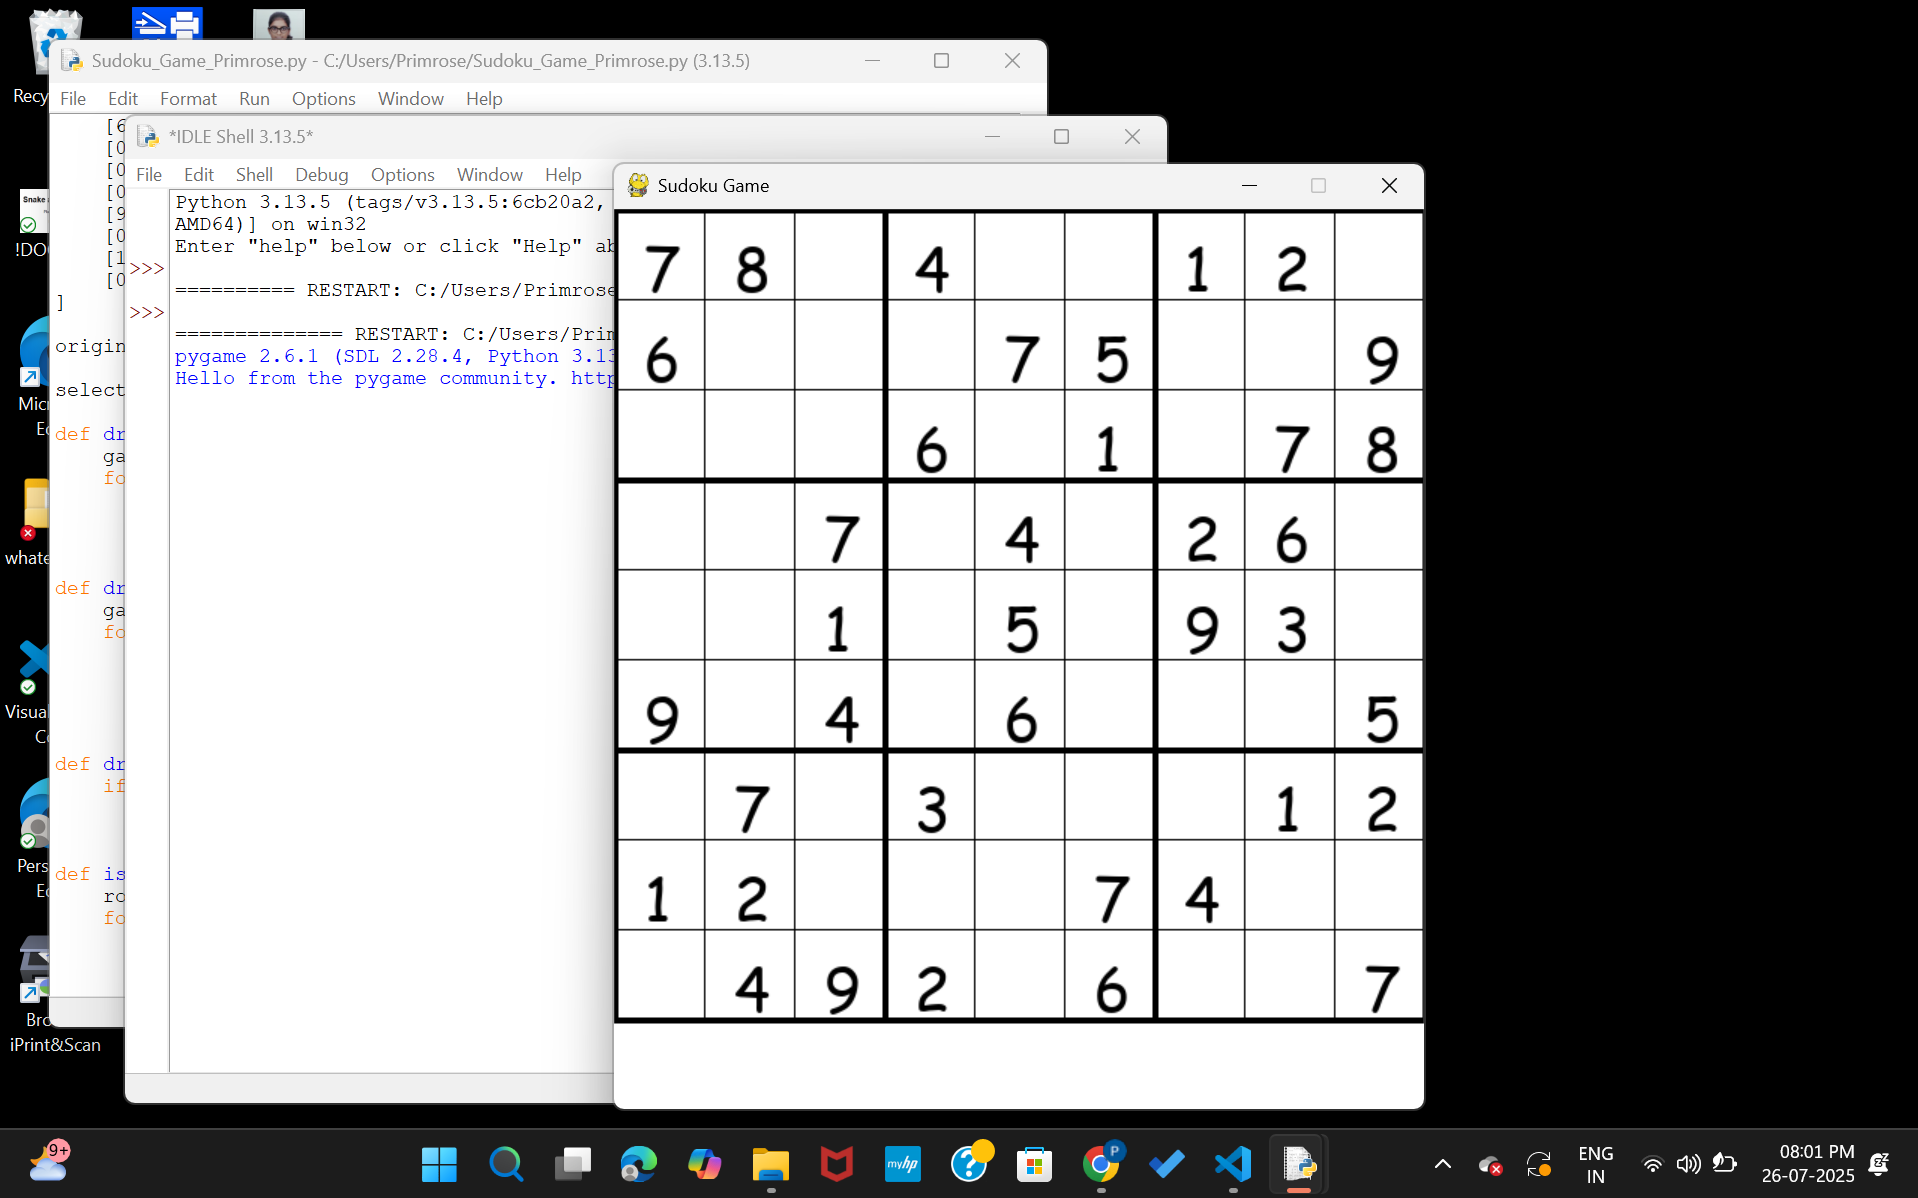 Recy
Sudoku_Game_Primrose.py - C:/Users/Primrose/Sudoku_Game_Primrose.py (3.13.5)
File Edit Format Run Options Window Help
[6
[0
[0
[0
[9
[0
[1
[0
]
origin
select
def dr
ga
fo
def dr
ga
fo
def dr
if
def is
ro
fo
*IDLE Shell 3.13.5*
File Edit Shell Debug Options Window Help
Python 3.13.5 (tags/v3.13.5:6cb20a2,
AMD64)] on win32
Enter "help" below or click "Help" ab
>>>
========== RESTART: C:/Users/Primrose
>>>
============== RESTART: C:/Users/Prim
pygame 2.6.1 (SDL 2.28.4, Python 3.13
Hello from the pygame community. http
Sudoku Game
7 8 4 1 2
6 7 5 9
6 1 7 8
7 4 2 6
1 5 9 3
9 4 6 5
7 3 1 2
1 2 7 4
4 9 2 6 7
Snake
!DO
Micr
Ed
whate
Visual
Co
Pers
Ed
Bro
iPrint&Scan
9+
myhp
P
ENG
IN
08:01 PM
26-07-2025